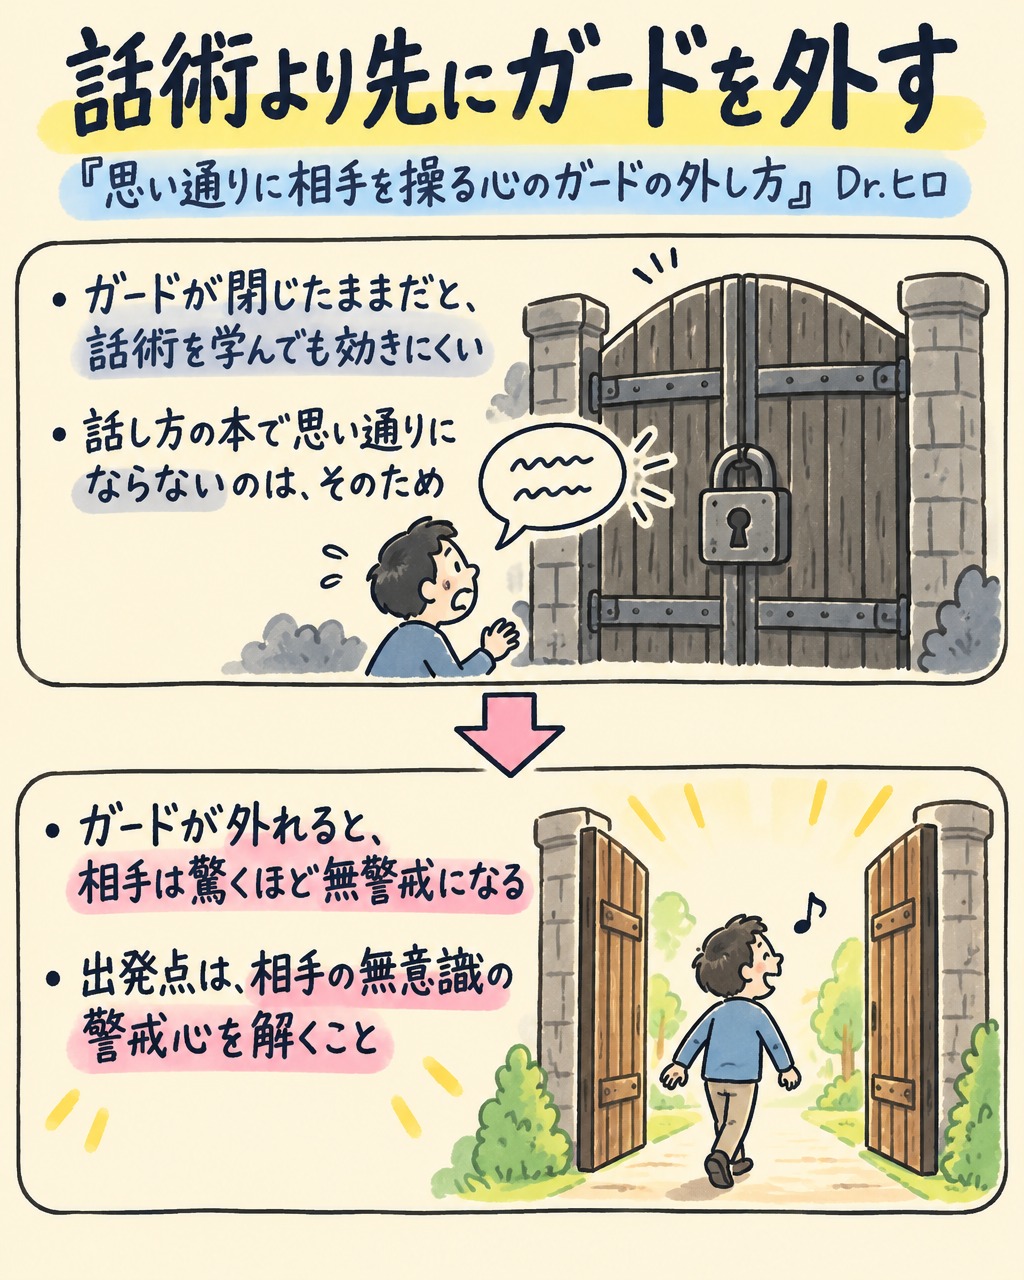 話術より先にガードを外す
『思い通りに相手を操る心のガードの外し方』 Dr.ヒロ
• ガードが閉じたままだと、
話術を学んでも効きにくい
• 話し方の本で思い通りに
ならないのは、そのため
• ガードが外れると、
相手は驚くほど無警戒になる
• 出発点は、相手の無意識の
警戒心を解くこと